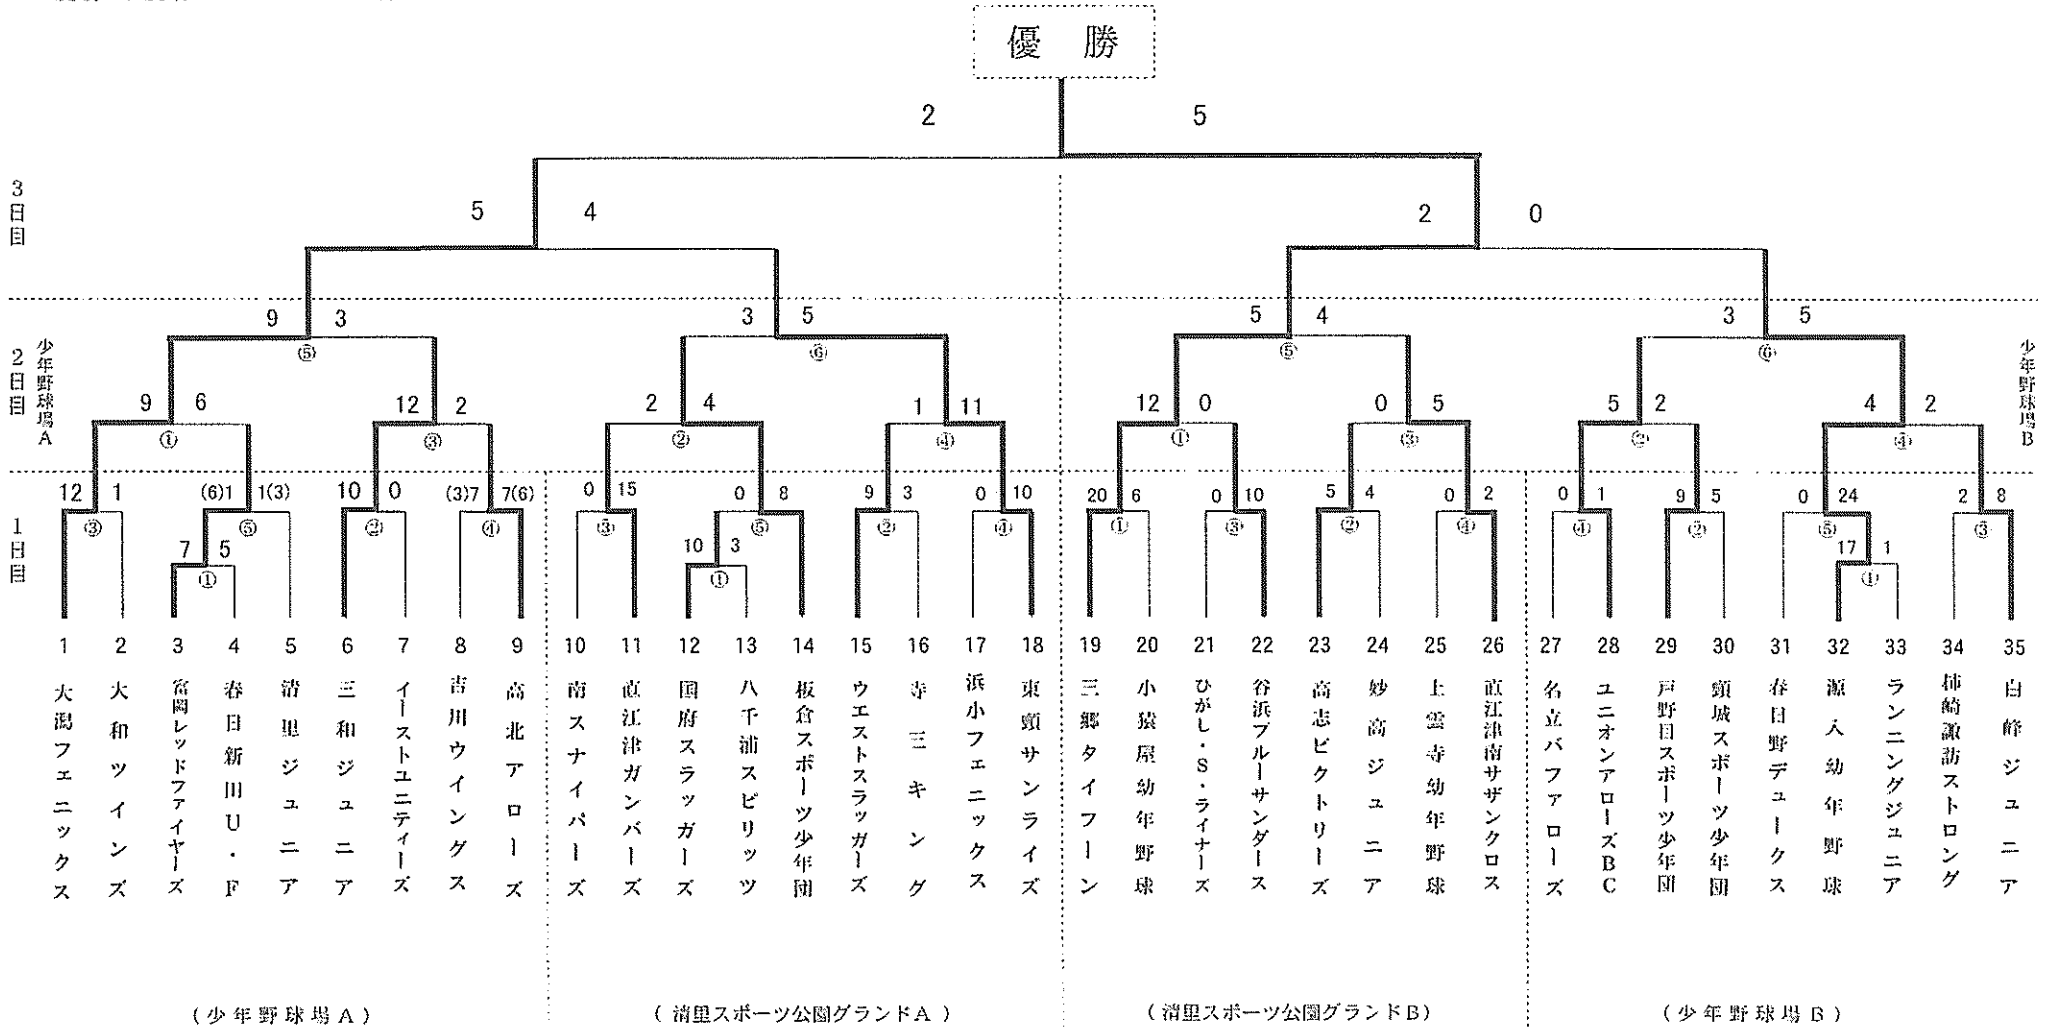 優 勝
2 5
3日目
5 4 2 0
9 3 3 5 5 4 3 5
⑤ ⑥ ⑤ ⑥
2日目
少年野球場A
少年野球場B
9 6 12 2 2 4 1 11 12 0 0 5 5 2 4 2
① ③ ② ④ ① ③ ② ④
12 1 (6)1 1(3) 10 0 (3)7 7(6) 0 15 0 8 9 3 0 10 20 6 0 10 5 4 0 2 0 1 9 5 0 24 2 8
③ ⑤ ② ④ ③ ⑤ ② ④ ① ③ ② ④ ④ ② ⑤ ③
1日目
7 5 10 3 17 1
① ① ①
1 2 3 4 5 6 7 8 9 10 11 12 13 14 15 16 17 18 19 20 21 22 23 24 25 26 27 28 29 30 31 32 33 34 35
大潟フェニックス
大和ツインズ
富岡レッドファイヤーズ
春日新川U・F
清里ジュニア
三和ジュニア
イーストユニティーズ
吉川ウイングス
高北アローズ
南スナイパーズ
直江津ガンバーズ
国府スラッガーズ
八千浦スピリッツ
板倉スポーツ少年団
ウエストスラッガーズ
寺三キング
浜小フェニックス
東頸サンライズ
三郷タイフーン
小猿屋幼年野球
ひがし・S・ライナーズ
谷浜ブルーサンダース
高志ビクトリーズ
妙高ジュニア
上雲寺幼年野球
直江津南サザンクロス
名立バファローズ
ユニオンアローズBC
戸野目スポーツ少年団
頸城スポーツ少年団
春日野デュークス
源入幼年野球
ランニングジュニア
柿崎諏訪ストロング
白峰ジュニア
(少年野球場A)
(清里スポーツ公園グランドA)
(清里スポーツ公園グランドB)
(少年野球場B)